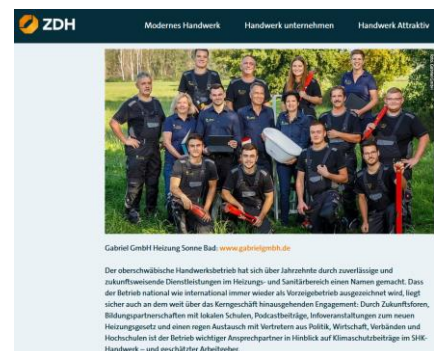 ZDH
Modernes Handwerk Handwerk unternehmen Handwerk Attraktiv
Gabriel GmbH Heizung Sonne Bad: www.gabrielgmbh.de
Der oberschwäbische Handwerksbetrieb hat sich über Jahrzehnte durch zuverlässige und
zukunftsweisende Dienstleistungen im Heizungs- und Sanitärbereich einen Namen gemacht. Dass
der Betrieb national wie international immer wieder als Vorzeigebetrieb ausgezeichnet wird, liegt
sicher auch an dem weit über das Kerngeschäft hinausgehenden Engagement: Durch Zukunftsforen,
Bildungspartnerschaften mit lokalen Schulen, Podcastbeiträge, Infoveranstaltungen zum neuen
Heizungsgesetz und einen regen Austausch mit Vertretern aus Politik, Wirtschaft, Verbänden und
Hochschulen ist der Betrieb wichtiger Ansprechpartner in Hinblick auf Klimaschutzbeiträge im SHK-
Handwerk – und geschätzter Arbeitgeber.